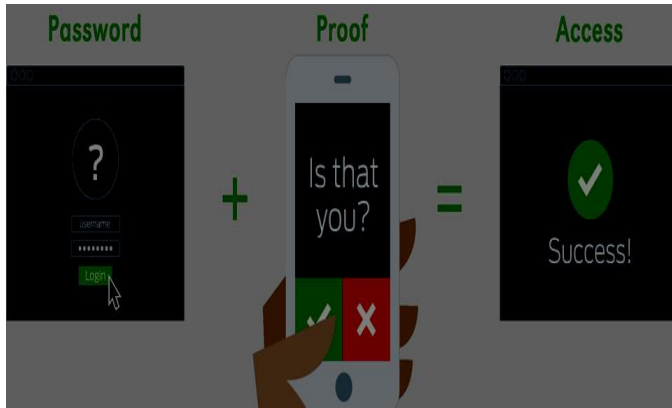 Password
Proof
Access
?
username
Login
+
Is that
you?
=
Success!